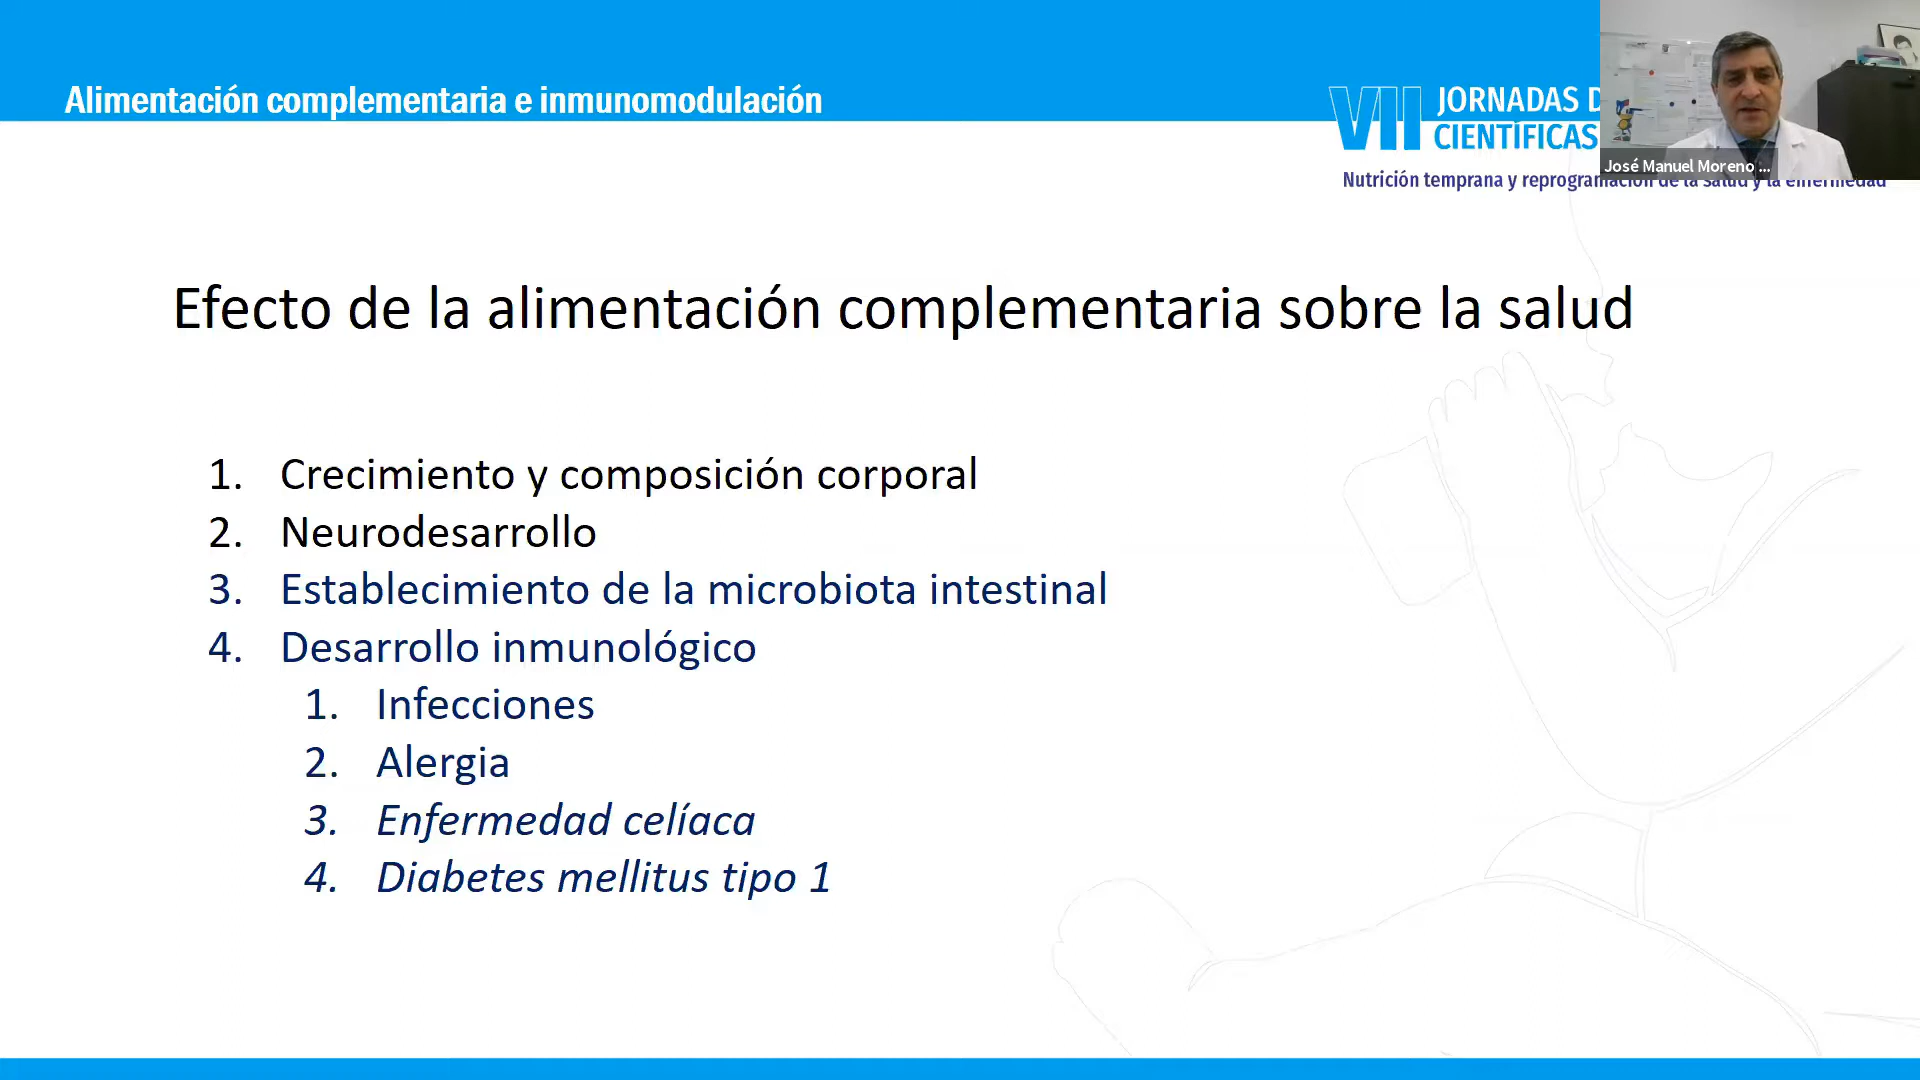 Alimentación complementaria e inmunomodulación
VII JORNADAS
CIENTÍFICAS
Nutrición temprana y reprogramación de la salud y la enfermedad
José Manuel Moreno ...
Efecto de la alimentación complementaria sobre la salud
1. Crecimiento y composición corporal
2. Neurodesarrollo
3. Establecimiento de la microbiota intestinal
4. Desarrollo inmunológico
1. Infecciones
2. Alergia
3. Enfermedad celíaca
4. Diabetes mellitus tipo 1